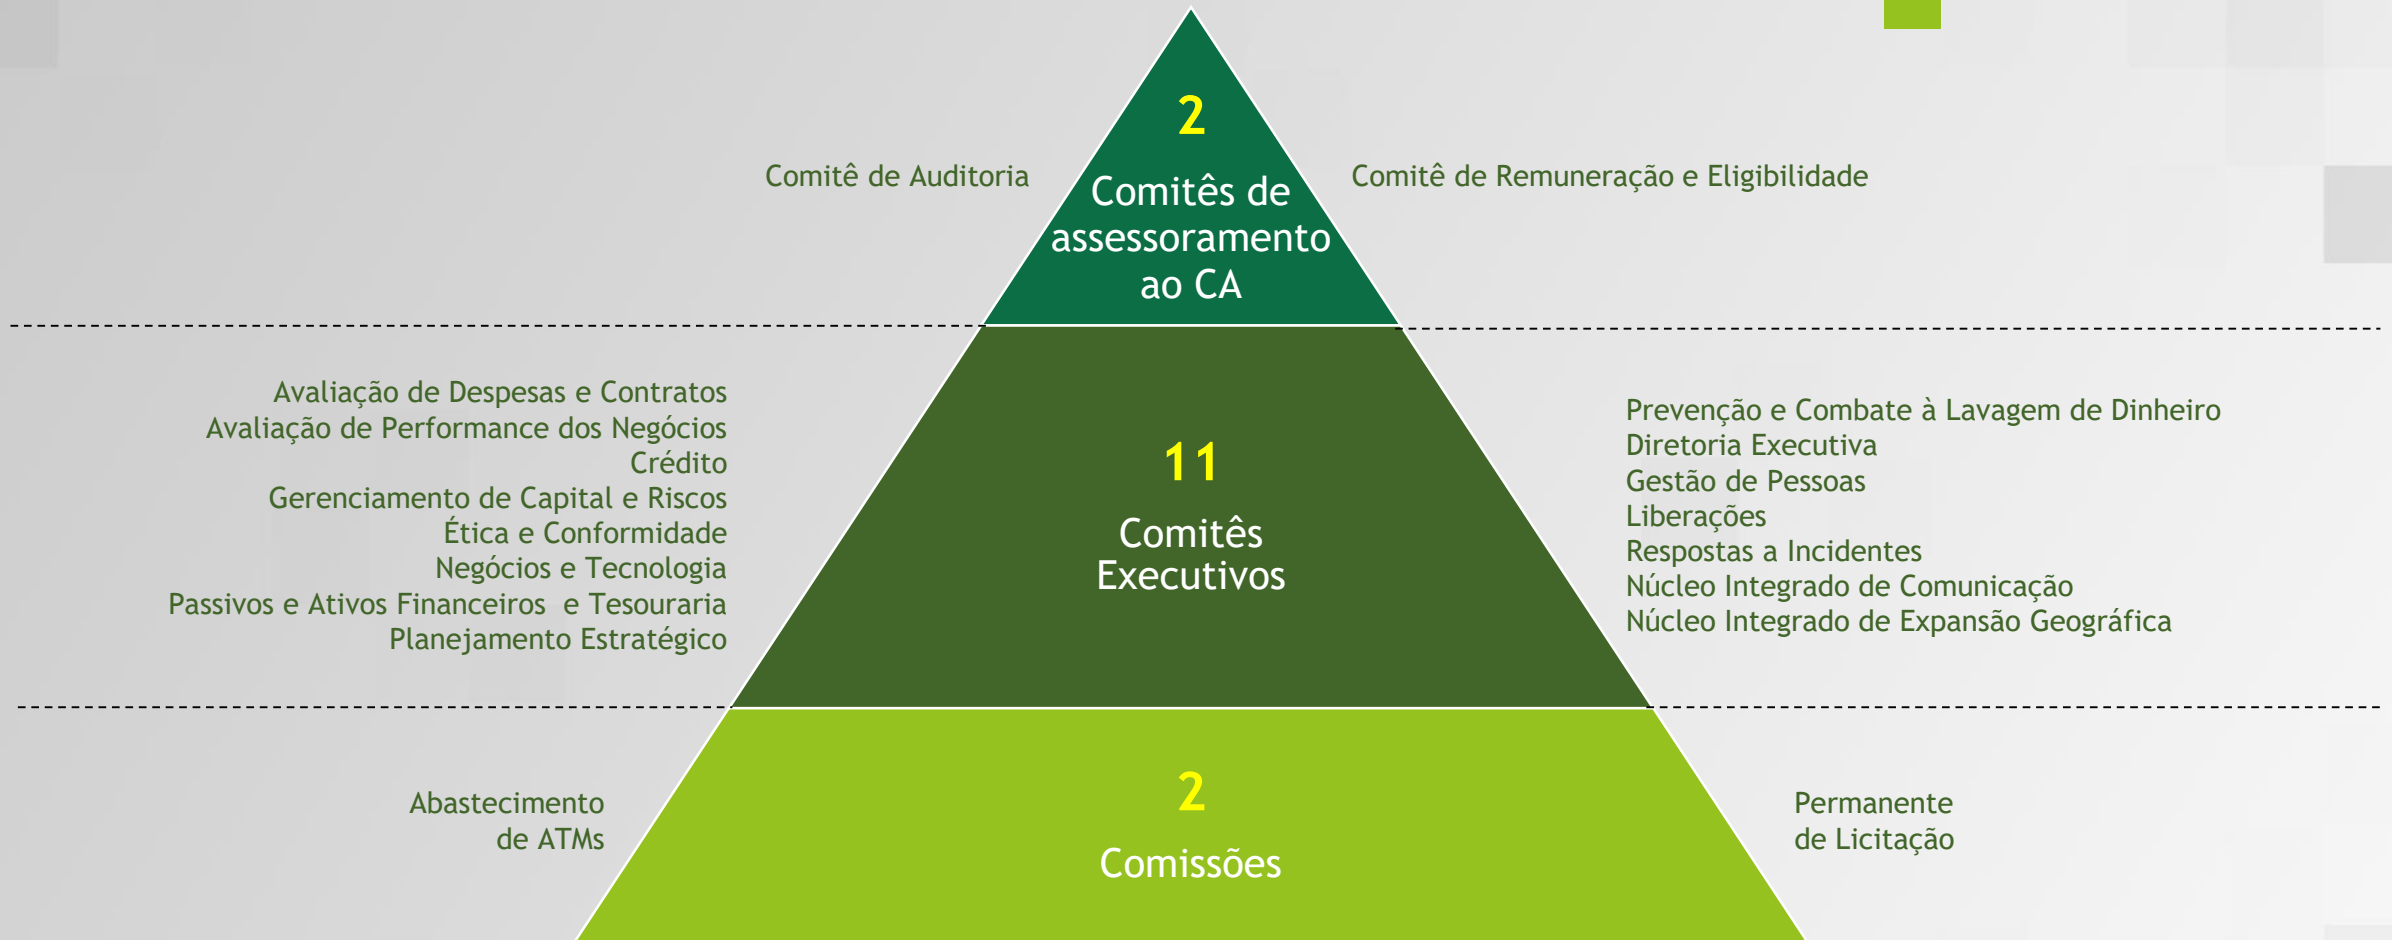 2
Comitê de Auditoria
Comitês de
assessoramento
ao CA
Comitê de Remuneração e Eligibilidade
Avaliação de Despesas e Contratos
Avaliação de Performance dos Negócios
Crédito
Gerenciamento de Capital e Riscos
Ética e Conformidade
Negócios e Tecnologia
Passivos e Ativos Financeiros  e Tesouraria
Planejamento Estratégico
11
Comitês
Executivos
Prevenção e Combate à Lavagem de Dinheiro
Diretoria Executiva
Gestão de Pessoas
Liberações
Respostas a Incidentes
Núcleo Integrado de Comunicação
Núcleo Integrado de Expansão Geográfica
Abastecimento
de ATMs
2
Comissões
Permanente
de Licitação